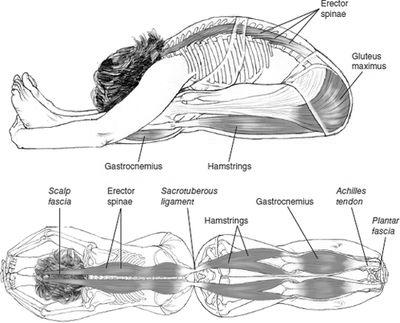 Erector
spinae
Gluteus
maximus
Gastrocnemius
Hamstrings
Scalp
fascia
Erector
spinae
Sacrotuberous
ligament
Hamstrings
Gastrocnemius
Achilles
tendon
Plantar
fascia